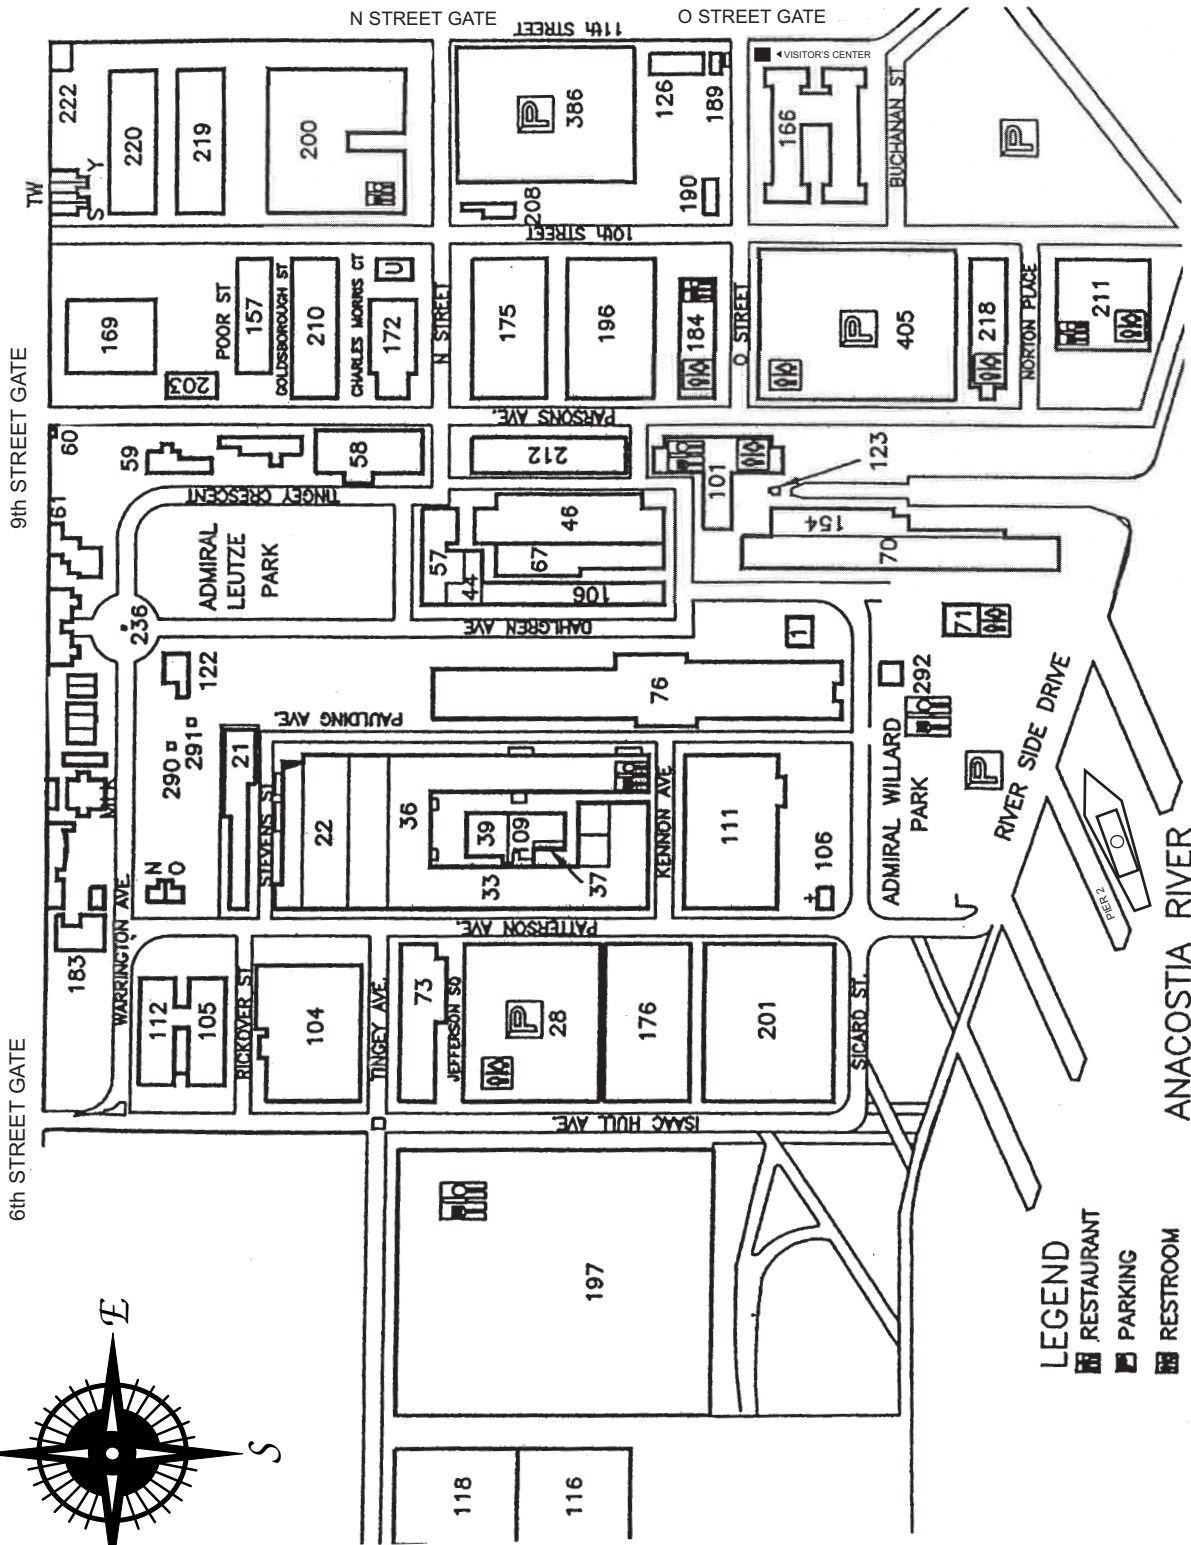 N STREET GATE
O STREET GATE
9th STREET GATE
6th STREET GATE
11th STREET
◄ VISITOR'S CENTER
222
TW
S
Y
220
219
200
P
386
126
189
208
190
166
BUCHANAN ST
P
10th STREET
169
203
POOR ST
157
GOLDSBOROUGH ST
210
CHARLES MORRIS CT
172
U
N STREET
175
196
184
O STREET
P
405
218
NORTON PLACE
211
PARSONS AVE.
60
59
58
212
101
123
61
TINGEY CRESCENT
ADMIRAL
LEUTZE
PARK
57
44
46
67
106
154
70
236
DAHLGREN AVE
122
1
71
76
292
290
291
21
PAULDING AVE.
MLK
N
O
STEVENS ST
22
36
39
109
33
37
KENNON AVE
111
106
ADMIRAL WILLARD
PARK
P
RIVER SIDE DRIVE
PIER 2
ANACOSTIA RIVER
183
WARRINGTON AVE.
PATTERSON AVE.
112
105
RICKOVER ST
104
TINGEY AVE.
73
JEFFERSON SQ
P
28
176
201
SICARD ST.
ISAAC HULL AVE.
197
118
116
E
S
LEGEND
RESTAURANT
P PARKING
RESTROOM